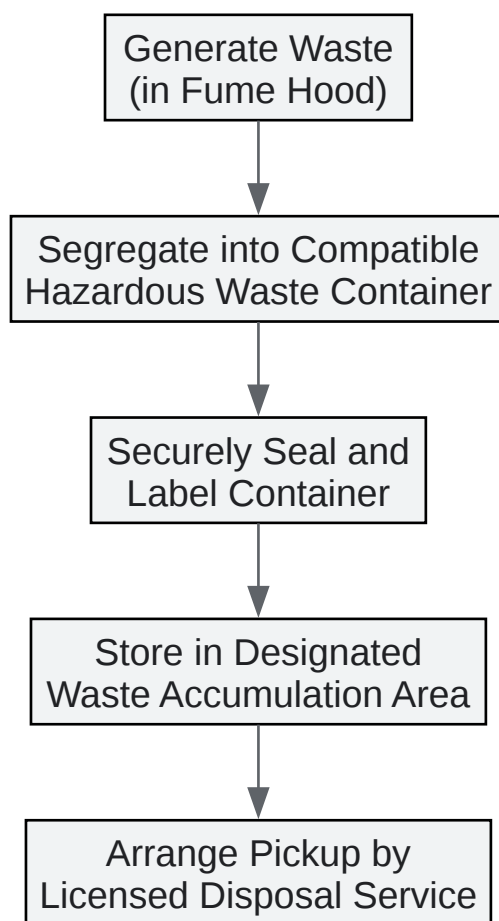 Generate Waste
(in Fume Hood)
Segregate into Compatible
Hazardous Waste Container
Securely Seal and
Label Container
Store in Designated
Waste Accumulation Area
Arrange Pickup by
Licensed Disposal Service